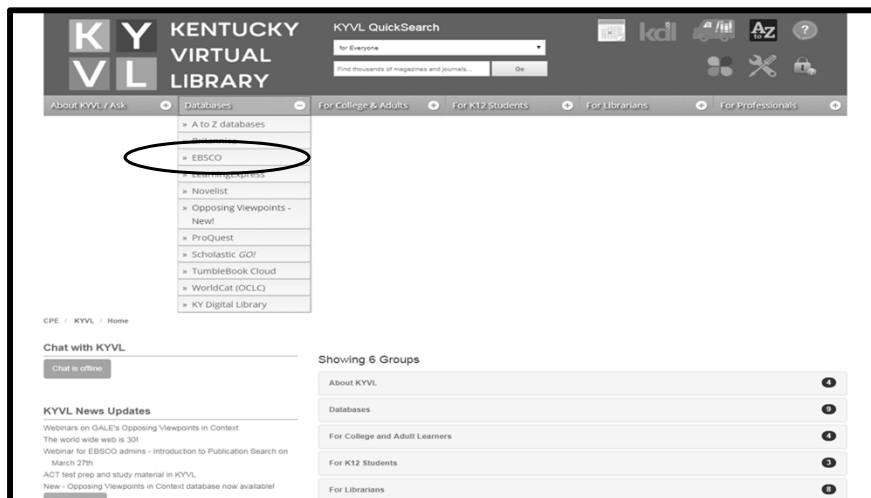 K Y
V L
KENTUCKY
VIRTUAL
LIBRARY
KYVL QuickSearch
for Everyone
Find thousands of magazines and journals...
Go
kdl
A to Z
?
About KYVL / Ask
Databases
For College & Adults
For K12 Students
For Librarians
For Professionals
» A to Z databases
» Britannica
» EBSCO
» LearningExpress
» Novelist
» Opposing Viewpoints -
New!
» ProQuest
» Scholastic GO!
» TumbleBook Cloud
» WorldCat (OCLC)
» KY Digital Library
CPE / KYVL / Home
Chat with KYVL
Chat is offline
KYVL News Updates
Webinars on GALE's Opposing Viewpoints in Context
The world wide web is 30!
Webinar for EBSCO admins - Introduction to Publication Search on
March 27th
ACT test prep and study material in KYVL
New - Opposing Viewpoints in Context database now available!
Showing 6 Groups
About KYVL 4
Databases 9
For College and Adult Learners 4
For K12 Students 3
For Librarians 8